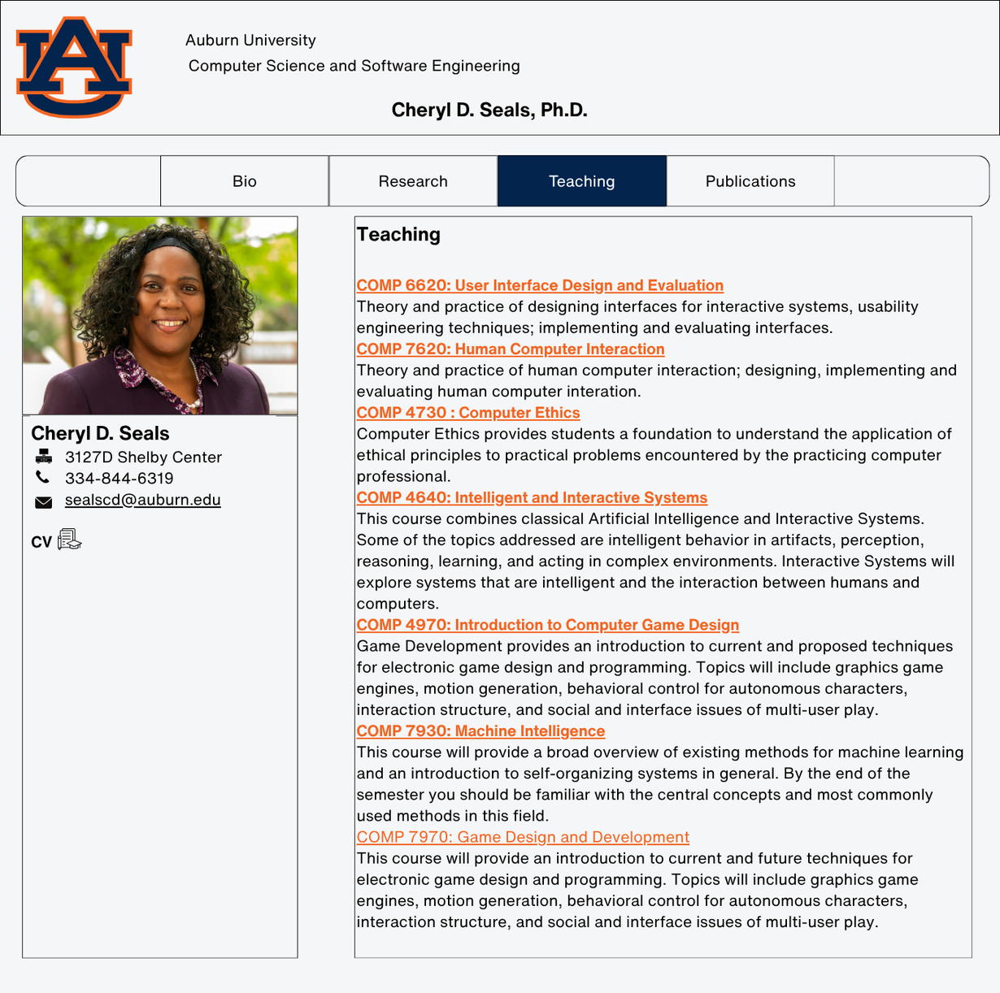 AU
Auburn University
Computer Science and Software Engineering
Cheryl D. Seals, Ph.D.
Bio
Research
Teaching
Publications
Cheryl D. Seals
3127D Shelby Center
334-844-6319
sealscd@auburn.edu
CV
Teaching
COMP 6620: User Interface Design and Evaluation
Theory and practice of designing interfaces for interactive systems, usability
engineering techniques; implementing and evaluating interfaces.
COMP 7620: Human Computer Interaction
Theory and practice of human computer interaction; designing, implementing and
evaluating human computer interation.
COMP 4730 : Computer Ethics
Computer Ethics provides students a foundation to understand the application of
ethical principles to practical problems encountered by the practicing computer
professional.
COMP 4640: Intelligent and Interactive Systems
This course combines classical Artificial Intelligence and Interactive Systems.
Some of the topics addressed are intelligent behavior in artifacts, perception,
reasoning, learning, and acting in complex environments. Interactive Systems will
explore systems that are intelligent and the interaction between humans and
computers.
COMP 4970: Introduction to Computer Game Design
Game Development provides an introduction to current and proposed techniques
for electronic game design and programming. Topics will include graphics game
engines, motion generation, behavioral control for autonomous characters,
interaction structure, and social and interface issues of multi-user play.
COMP 7930: Machine Intelligence
This course will provide a broad overview of existing methods for machine learning
and an introduction to self-organizing systems in general. By the end of the
semester you should be familiar with the central concepts and most commonly
used methods in this field.
COMP 7970: Game Design and Development
This course will provide an introduction to current and future techniques for
electronic game design and programming. Topics will include graphics game
engines, motion generation, behavioral control for autonomous characters,
interaction structure, and social and interface issues of multi-user play.